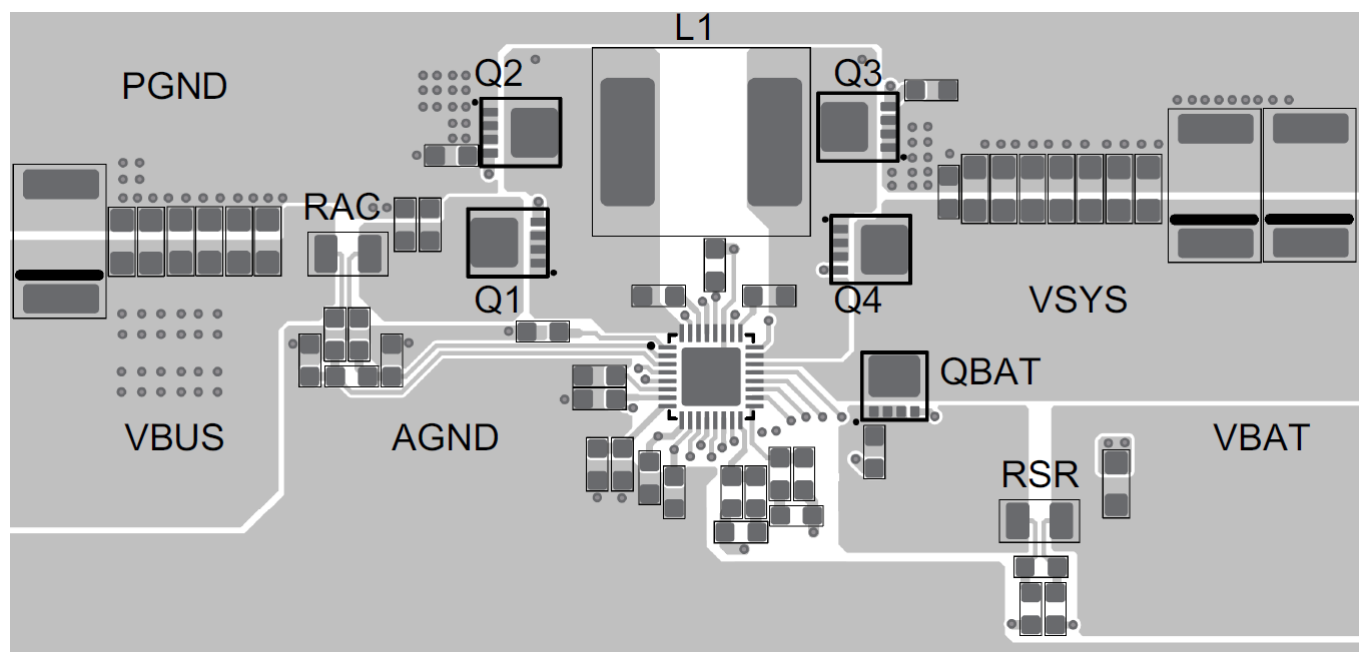 L1
PGND
Q2
Q3
RAC
Q1
Q4
VSYS
QBAT
VBUS
AGND
VBAT
RSR